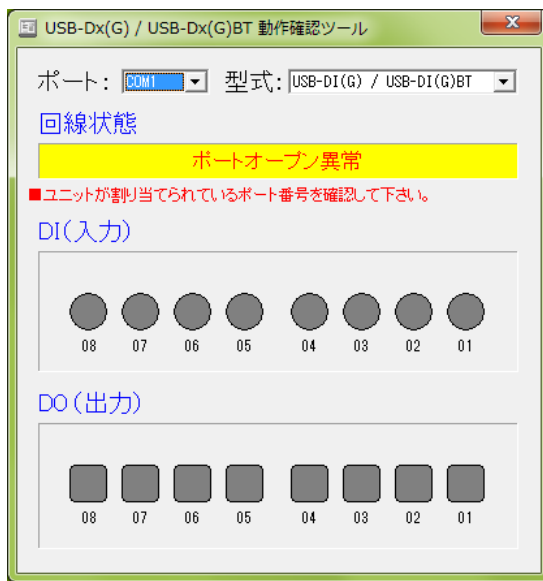 USB-Dx(G) / USB-Dx(G)BT 動作確認ツール
ポート: COM1 型式: USB-DI(G) / USB-DI(G)BT
回線状態
ポートオープン異常
■ユニットが割り当てられているポート番号を確認して下さい。
DI(入力)
08 07 06 05 04 03 02 01
DO(出力)
08 07 06 05 04 03 02 01